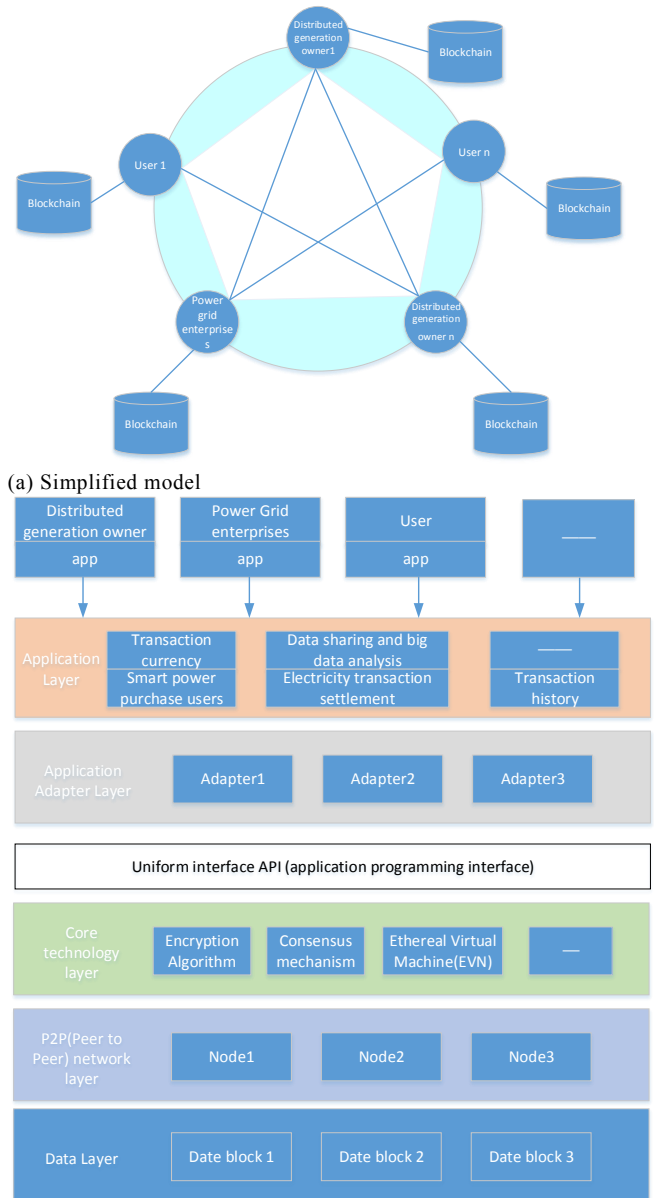 Distributed
generation
owner1
Blockchain
User 1
User n
Blockchain
Blockchain
Power
grid
enterprise
s
Distributed
generation
owner n
Blockchain
Blockchain
(a) Simplified model
Distributed
generation owner
app
Power Grid
enterprises
app
User
app
Application
Layer
Transaction
currency
Smart power
purchase users
Data sharing and big
data analysis
Electricity transaction
settlement
Transaction
history
Application
Adapter Layer
Adapter1
Adapter2
Adapter3
Uniform interface API (application programming interface)
Core
technology
layer
Encryption
Algorithm
Consensus
mechanism
Ethereal Virtual
Machine(EVN)
P2P(Peer to
Peer) network
layer
Node1
Node2
Node3
Data Layer
Date block 1
Date block 2
Date block 3